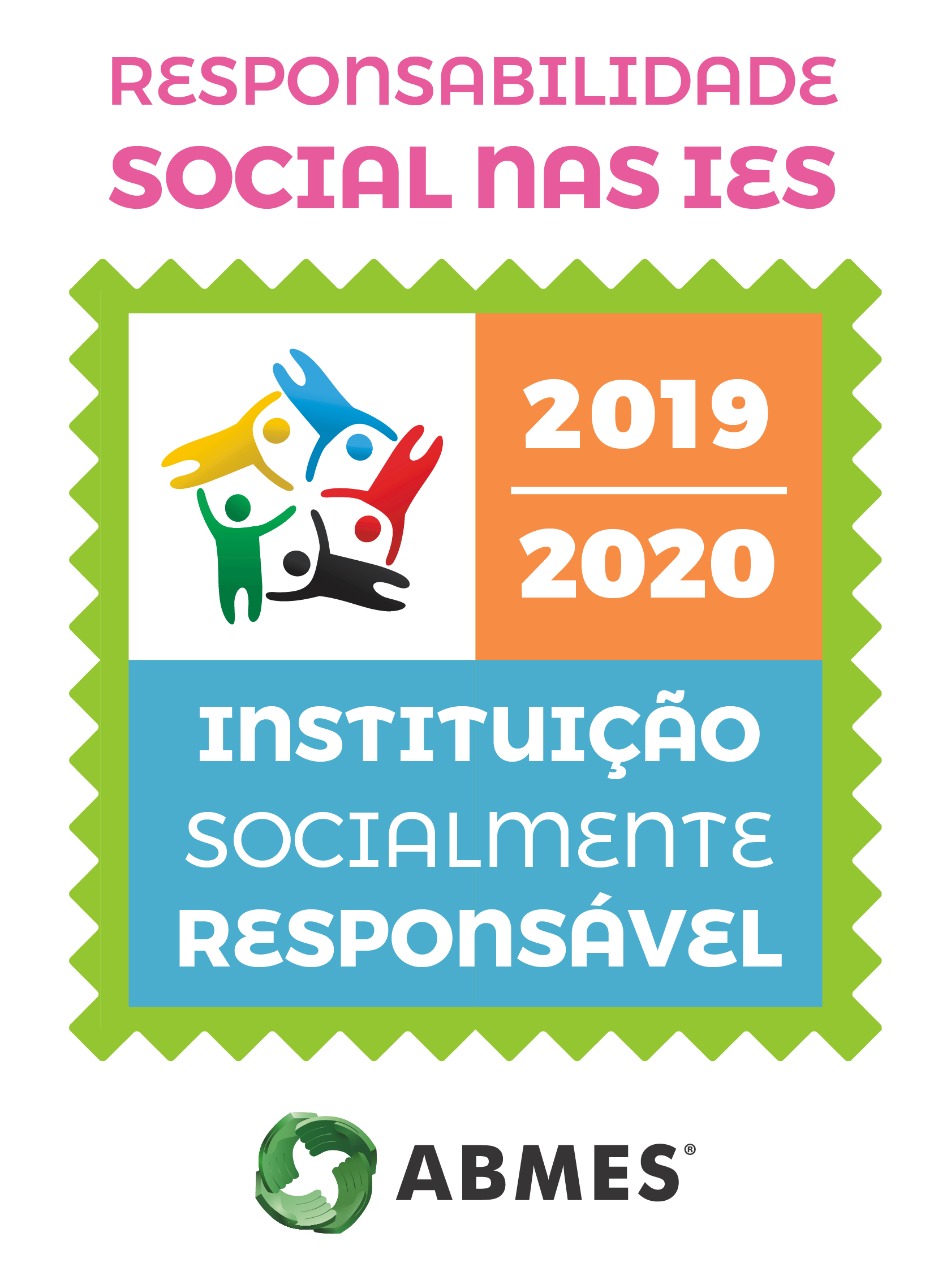 RESPONSABILIDADE
SOCIAL NAS IES
2019
2020
INSTITUIÇÃO
SOCIALMENTE
RESPONSÁVEL
ABMES®